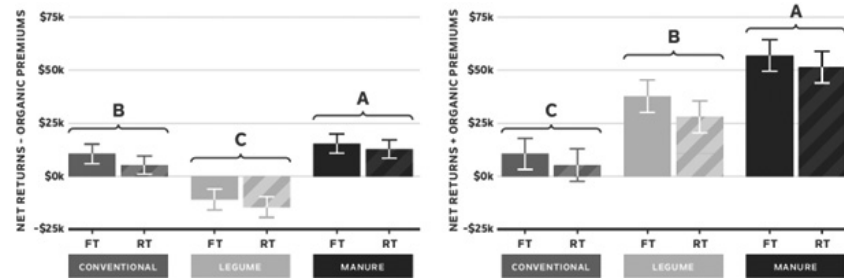 NET RETURNS - ORGANIC PREMIUMS
$75k
$50k
$25k
$0k
-$25k
B
C
A
FT RT FT RT FT RT
CONVENTIONAL LEGUME MANURE
NET RETURNS + ORGANIC PREMIUMS
$75k
$50k
$25k
$0k
-$25k
C
B
A
FT RT FT RT FT RT
CONVENTIONAL LEGUME MANURE